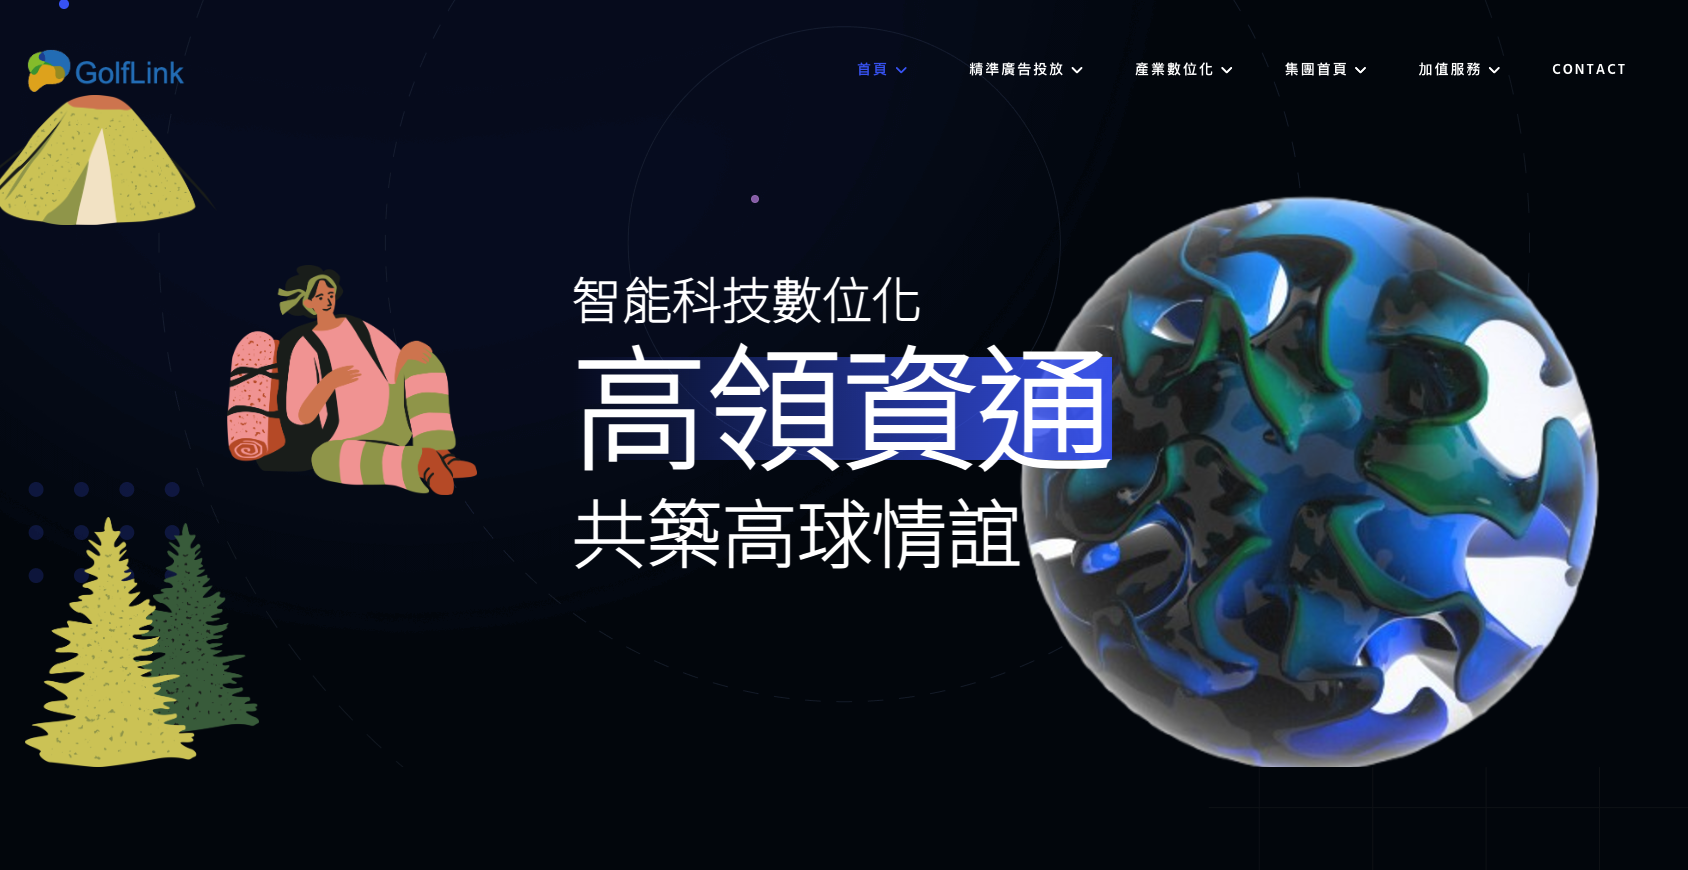 GolfLink
首頁
精準廣告投放
產業數位化
集團首頁
加值服務
CONTACT
智能科技數位化
高領資通
共築高球情誼